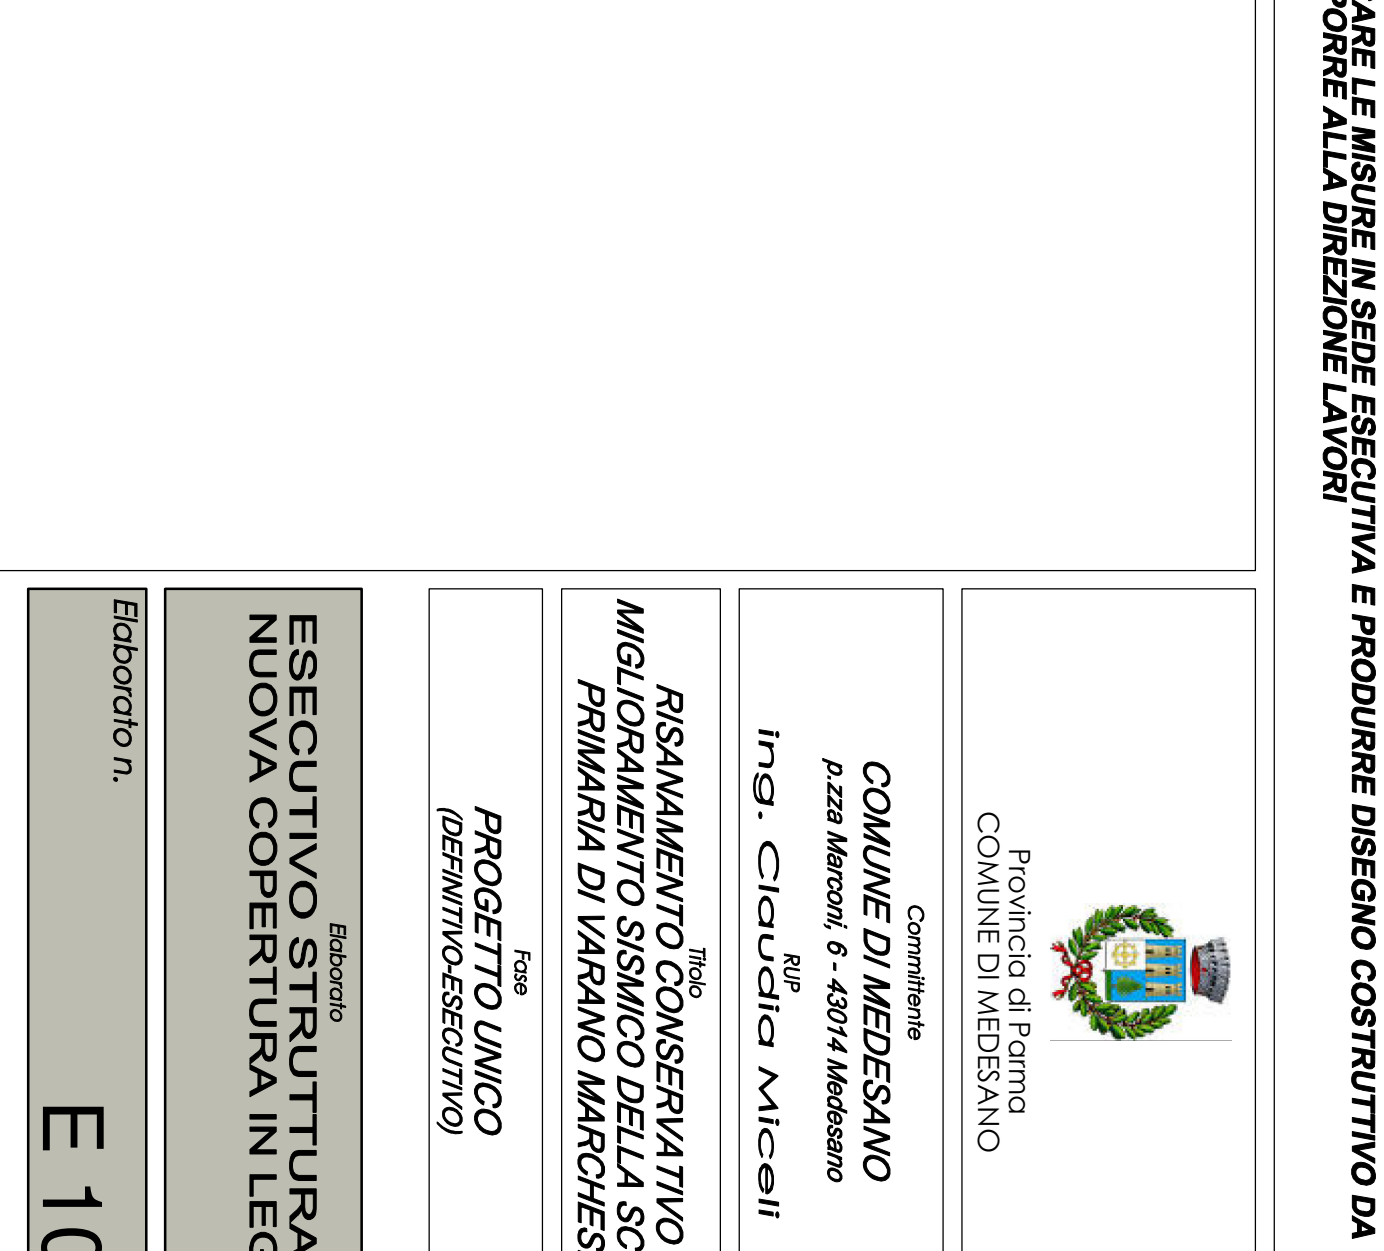 ARE LE MISURE IN SEDE ESECUTIVA E PRODURRE DISEGNO COSTRUTTIVO DA
PORRE ALLA DIREZIONE LAVORI
Provincia di Parma
COMUNE DI MEDESANO
Committente
COMUNE DI MEDESANO
p.zza Marconi, 6 - 43014 Medesano
RUP
ing. Claudia Miceli
Titolo
RISANAMENTO CONSERVATIVO
MIGLIORAMENTO SISMICO DELLA SC
PRIMARIA DI VARANO MARCHES
Fase
PROGETTO UNICO
(DEFINITIVO-ESECUTIVO)
Elaborato
ESECUTIVO STRUTTURA
NUOVA COPERTURA IN LEG
Elaborato n.
E 10